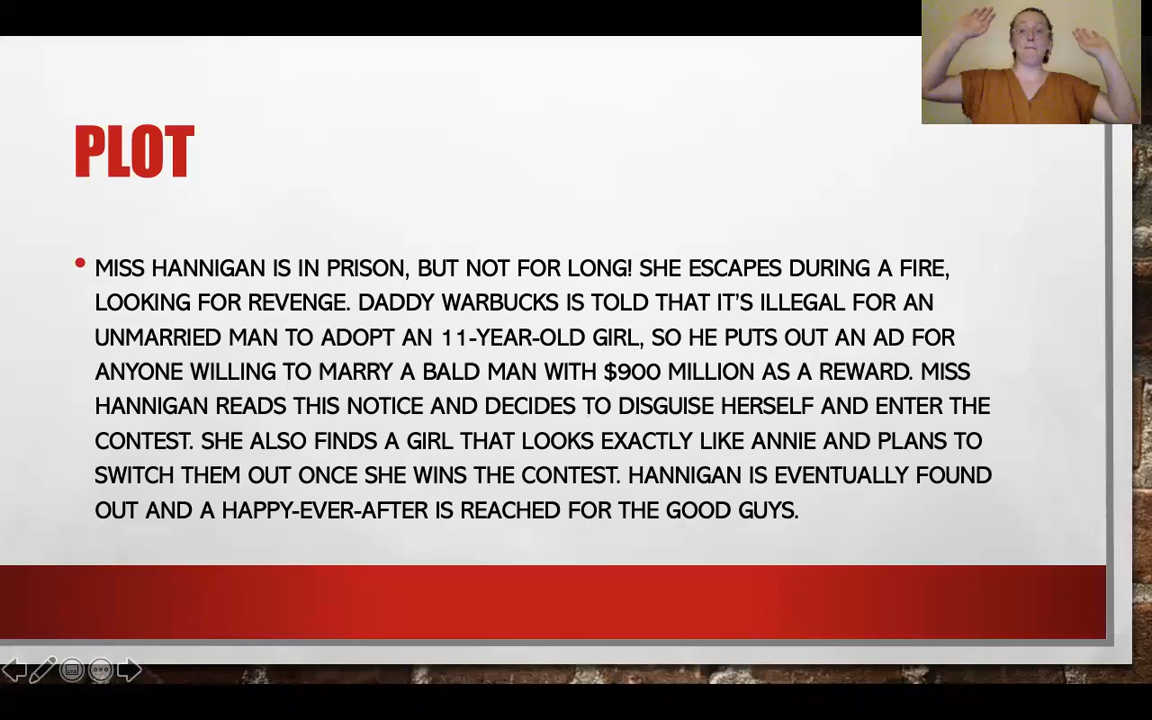 PLOT
• MISS HANNIGAN IS IN PRISON, BUT NOT FOR LONG! SHE ESCAPES DURING A FIRE,
LOOKING FOR REVENGE. DADDY WARBUCKS IS TOLD THAT IT’S ILLEGAL FOR AN
UNMARRIED MAN TO ADOPT AN 11-YEAR-OLD GIRL, SO HE PUTS OUT AN AD FOR
ANYONE WILLING TO MARRY A BALD MAN WITH $900 MILLION AS A REWARD. MISS
HANNIGAN READS THIS NOTICE AND DECIDES TO DISGUISE HERSELF AND ENTER THE
CONTEST. SHE ALSO FINDS A GIRL THAT LOOKS EXACTLY LIKE ANNIE AND PLANS TO
SWITCH THEM OUT ONCE SHE WINS THE CONTEST. HANNIGAN IS EVENTUALLY FOUND
OUT AND A HAPPY-EVER-AFTER IS REACHED FOR THE GOOD GUYS.